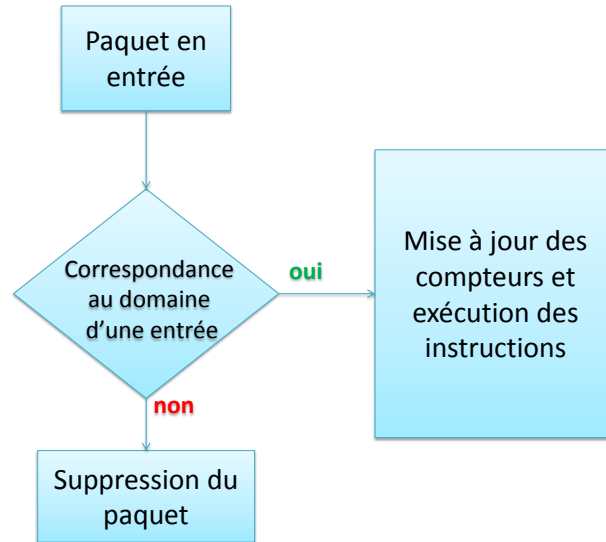 Paquet en
entrée
Correspondance
au domaine
d'une entrée
oui
Mise à jour des
compteurs et
exécution des
instructions
non
Suppression du
paquet